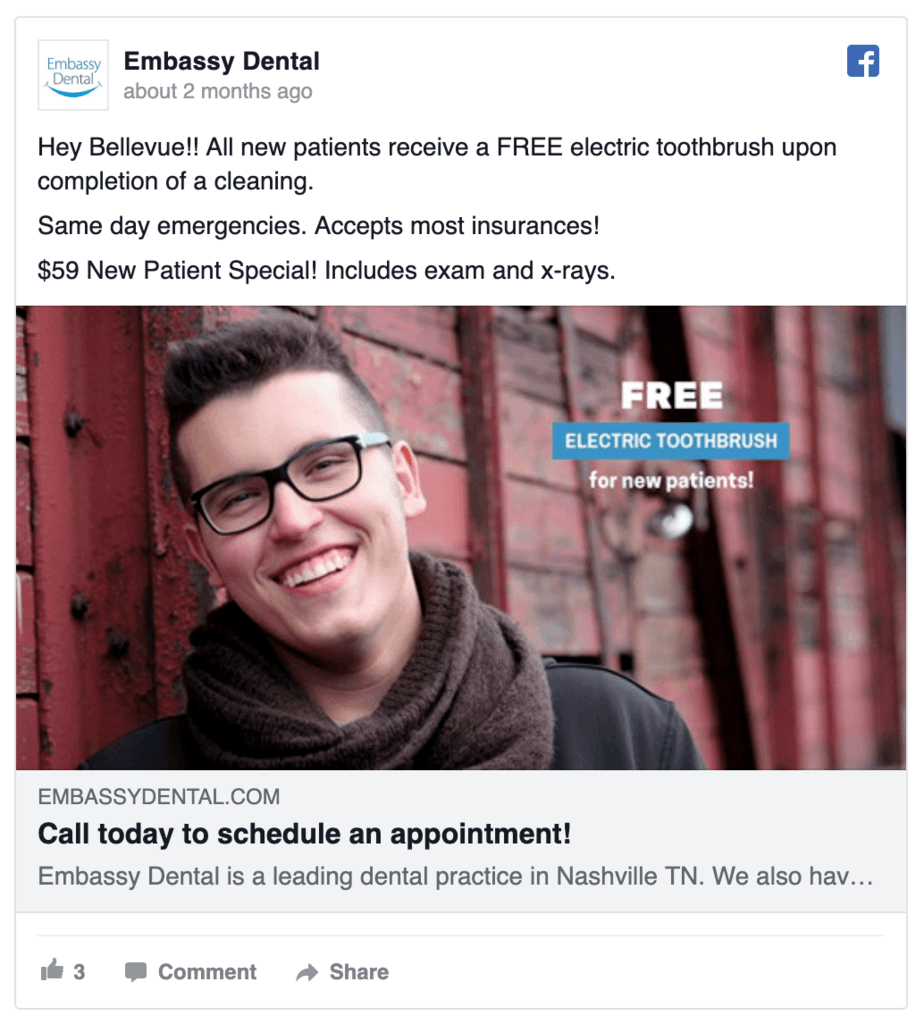 Embassy
Dental
Embassy Dental
about 2 months ago
Hey Bellevue!! All new patients receive a FREE electric toothbrush upon
completion of a cleaning.
Same day emergencies. Accepts most insurances!
$59 New Patient Special! Includes exam and x-rays.
FREE
ELECTRIC TOOTHBRUSH
for new patients!
EMBASSYDENTAL.COM
Call today to schedule an appointment!
Embassy Dental is a leading dental practice in Nashville TN. We also hav…
3
Comment
Share